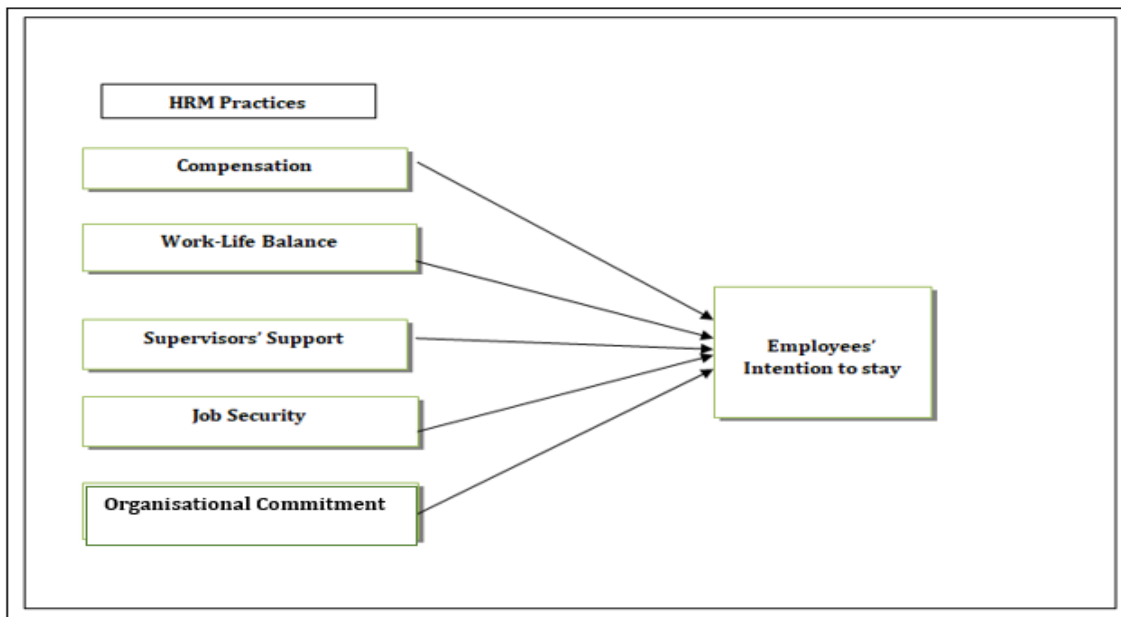 HRM Practices
Compensation
Work-Life Balance
Supervisors’ Support
Job Security
Organisational Commitment
Employees’
Intention to stay